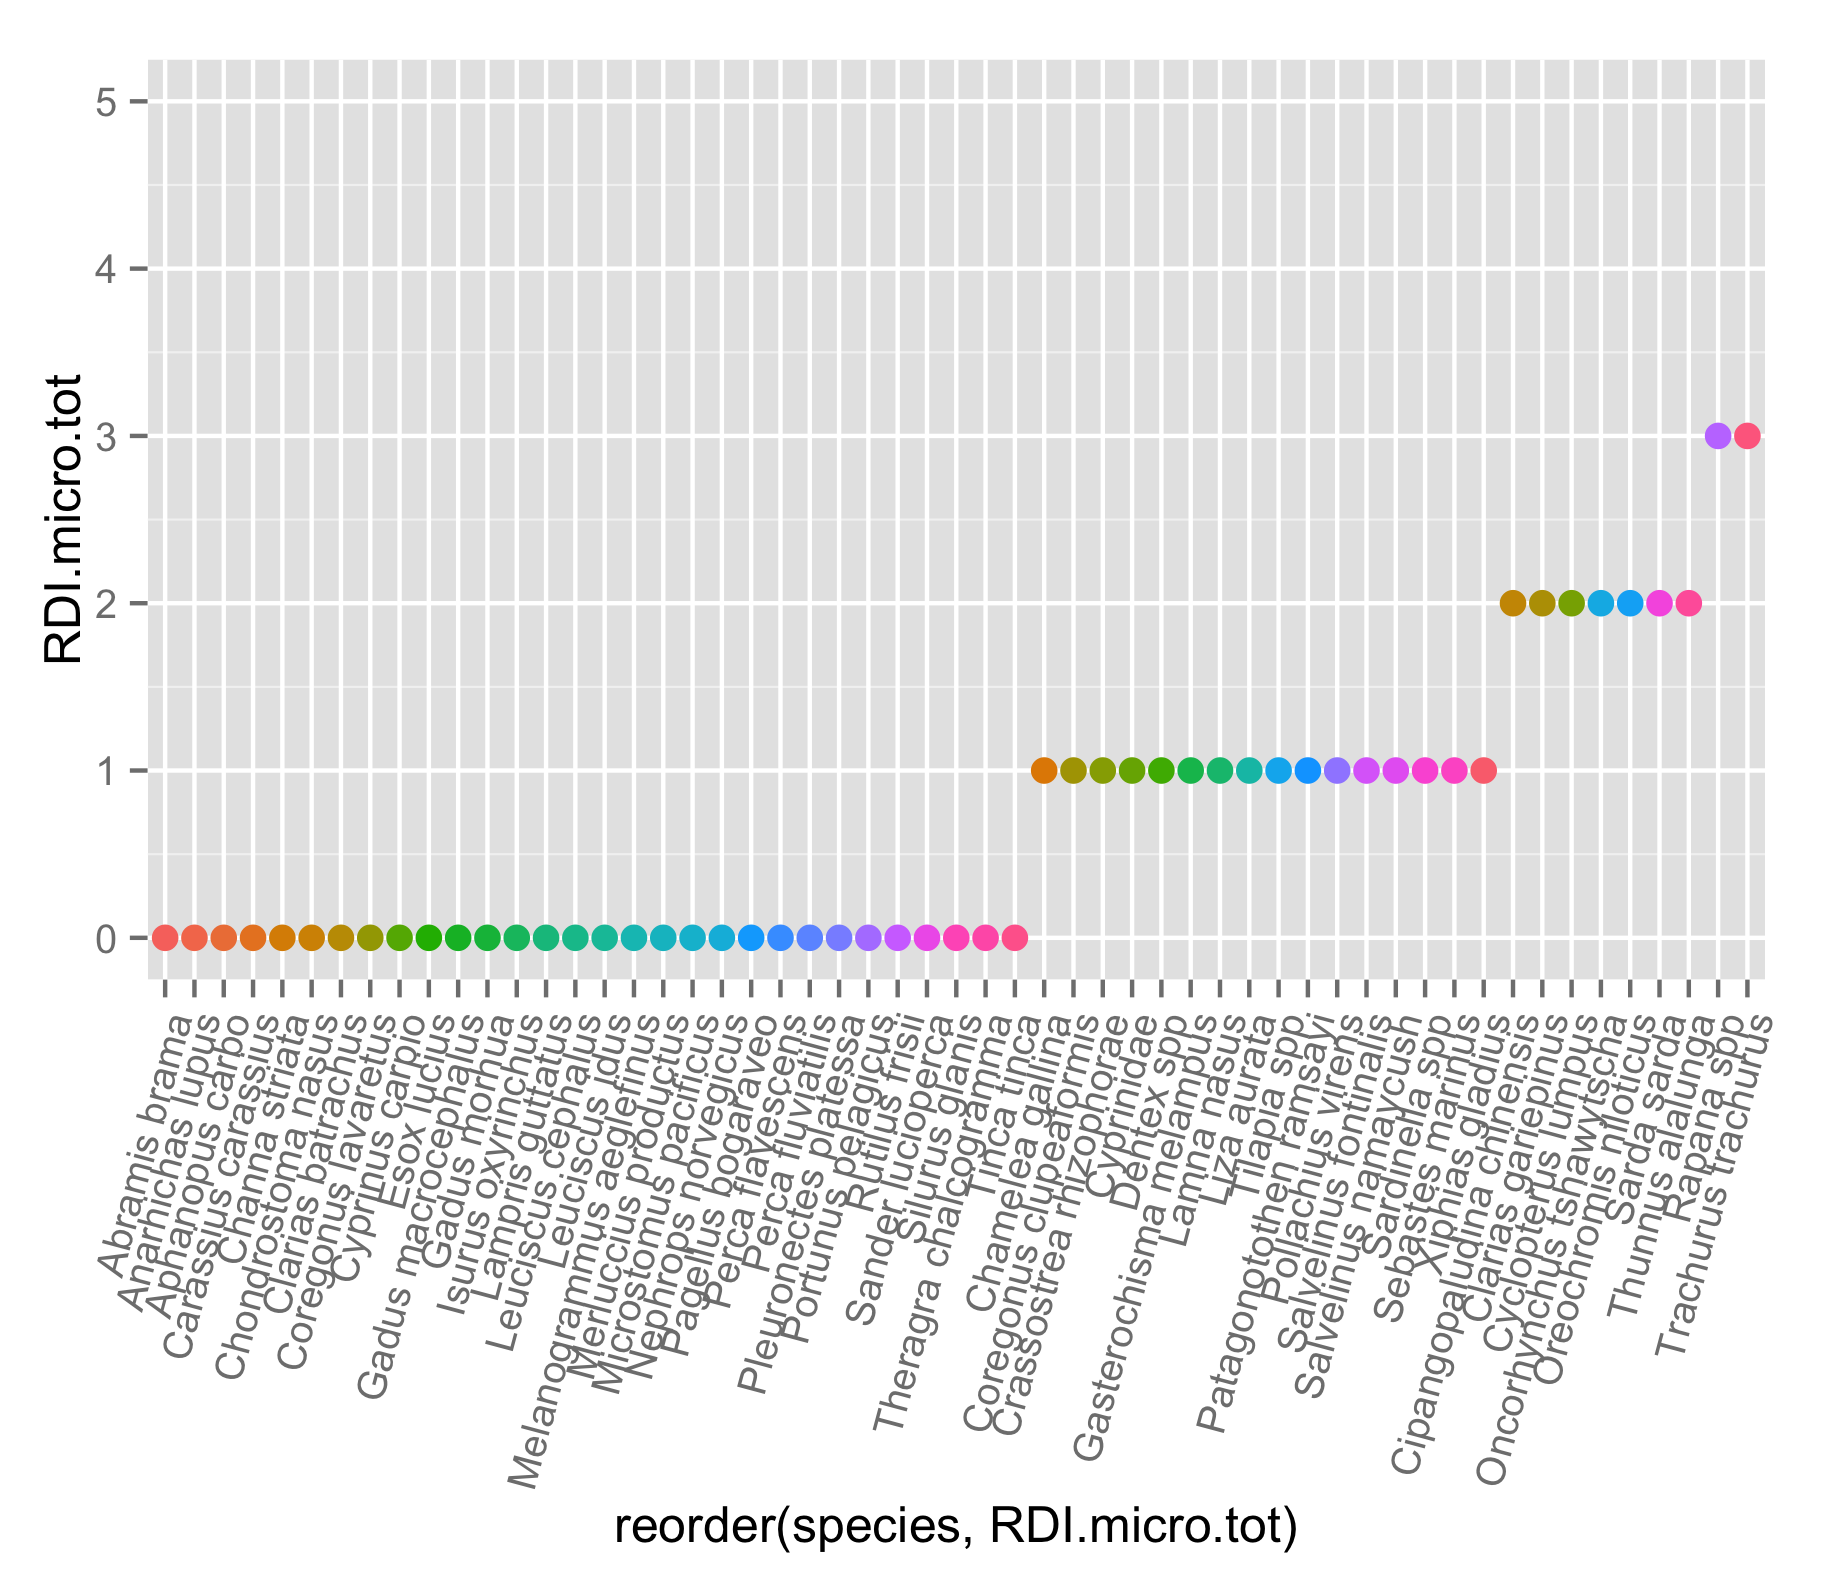 5
4
3
2
1
0
RDI.micro.tot
Abramis brama
Anarhichas lupus
Aphanopus carbo
Carassius carassius
Channa striata
Chondrostoma nasus
Clarias batrachus
Coregonus lavaretus
Cyprinus carpio
Esox lucius
Gadus macrocephalus
Gadus morhua
Isurus oxyrinchus
Lampris guttatus
Leuciscus cephalus
Leuciscus idus
Melanogrammus aeglefinus
Merluccius productus
Microstomus pacificus
Nephrops norvegicus
Pagellus bogaraveo
Perca flavescens
Perca fluviatilis
Pleuronectes platessa
Portunus pelagicus
Rutilus frisii
Sander lucioperca
Silurus glanis
Theragra chalcogramma
Tinca tinca
Chamelea gallina
Coregonus clupeaformis
Crassostrea rhizophorae
Cyprinidae
Dentex spp
Gasterochisma melampus
Lamna nasus
Liza aurata
Tilapia spp.
Patagonotothen ramsayi
Pollachius virens
Salvelinus fontinalis
Salvelinus namaycush
Sardinella spp
Sebastes marinus
Xiphias gladius
Cipangopaludina chinensis
Clarias gariepinus
Cyclopterus lumpus
Oncorhynchus tshawytscha
Oreochromis niloticus
Sarda sarda
Thunnus alalunga
Rapana spp
Trachurus trachurus
reorder(species, RDI.micro.tot)